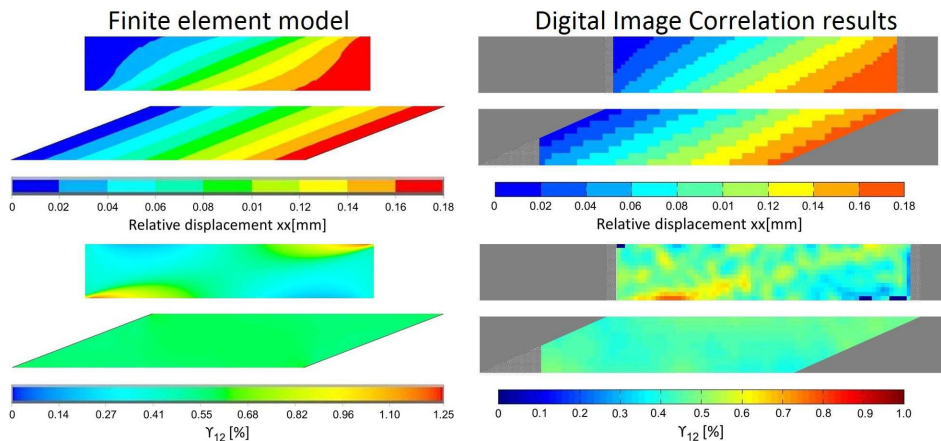 Finite element model
Digital Image Correlation results
0 0.02 0.04 0.06 0.08 0.10 0.12 0.14 0.16 0.18
Relative displacement xx[mm]
0 0.02 0.04 0.06 0.08 0.10 0.12 0.14 0.16 0.18
Relative displacement xx[mm]
0 0.14 0.27 0.41 0.55 0.68 0.82 0.96 1.10 1.25
ϒ12 [%]
0 0.1 0.2 0.3 0.4 0.5 0.6 0.7 0.8 0.9 1.0
ϒ12 [%]